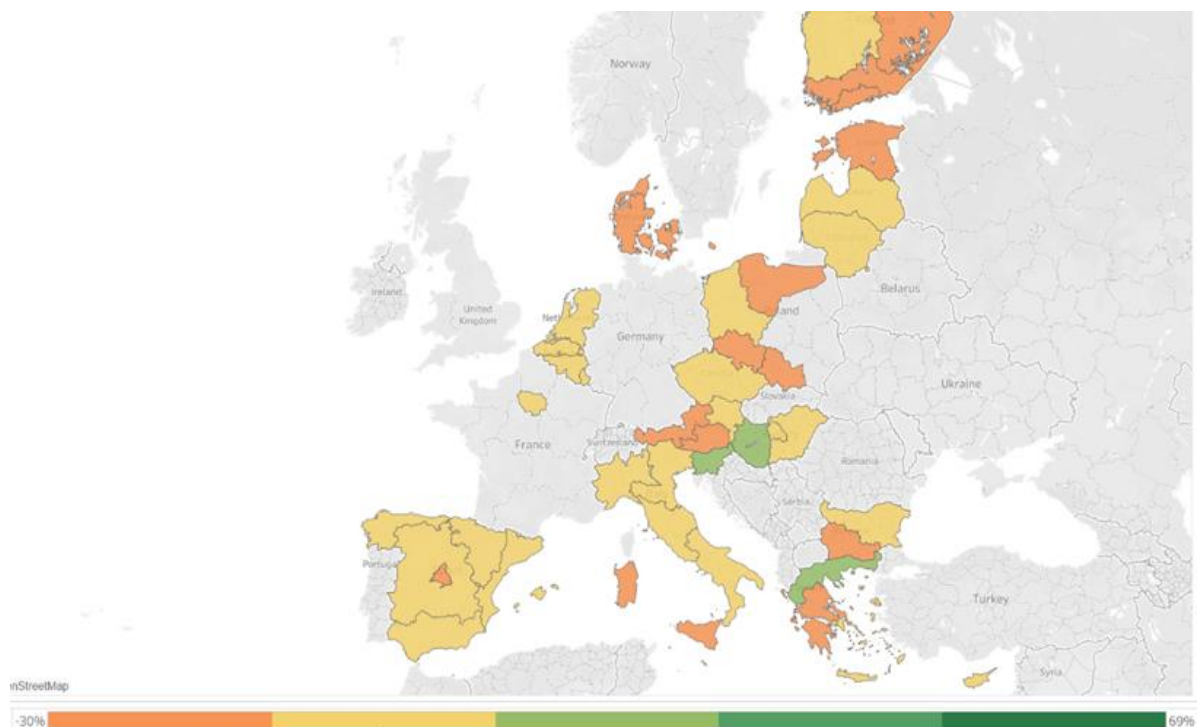 Norway
Ireland
United
Kingdom
Neth
Germany
land
Belarus
Ukraine
Slovakia
France
Switzerland
Romania
Serbia
Portugal
Turkey
Syria
nStreetMap
-30%
69%